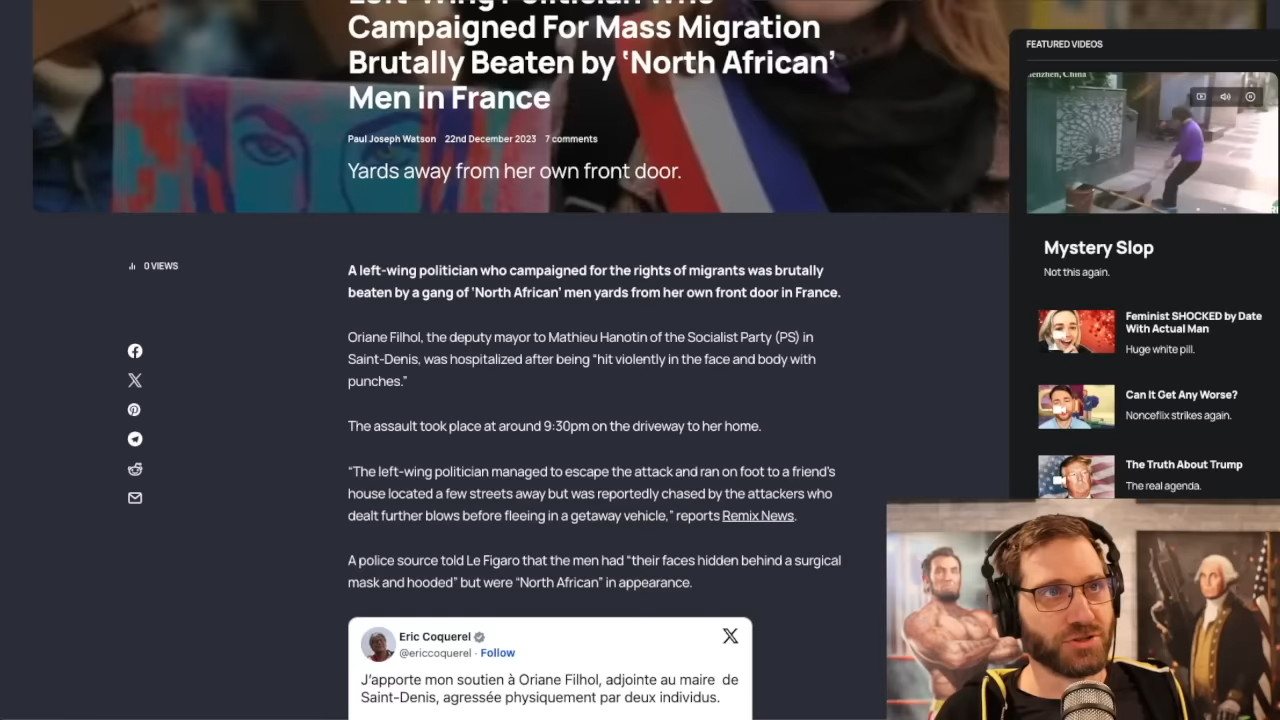 Left-Wing Politician Who
Campaigned For Mass Migration
Brutally Beaten by ‘North African’
Men in France
Paul Joseph Watson 22nd December 2023 7 comments
Yards away from her own front door.
0 VIEWS
A left-wing politician who campaigned for the rights of migrants was brutally
beaten by a gang of ‘North African’ men yards from her own front door in France.
Oriane Filhol, the deputy mayor to Mathieu Hanotin of the Socialist Party (PS) in
Saint-Denis, was hospitalized after being “hit violently in the face and body with
punches.”
The assault took place at around 9:30pm on the driveway to her home.
“The left-wing politician managed to escape the attack and ran on foot to a friend’s
house located a few streets away but was reportedly chased by the attackers who
dealt further blows before fleeing in a getaway vehicle,” reports Remix News.
A police source told Le Figaro that the men had “their faces hidden behind a surgical
mask and hooded” but were “North African” in appearance.
Eric Coquerel
@ericcoquerel · Follow
J’apporte mon soutien à Oriane Filhol, adjointe au maire de
Saint-Denis, agressée physiquement par deux individus.
FEATURED VIDEOS
enzhen, China
Mystery Slop
Not this again.
Feminist SHOCKED by Date
With Actual Man
Huge white pill.
Can It Get Any Worse?
Nonceflix strikes again.
The Truth About Trump
The real agenda.